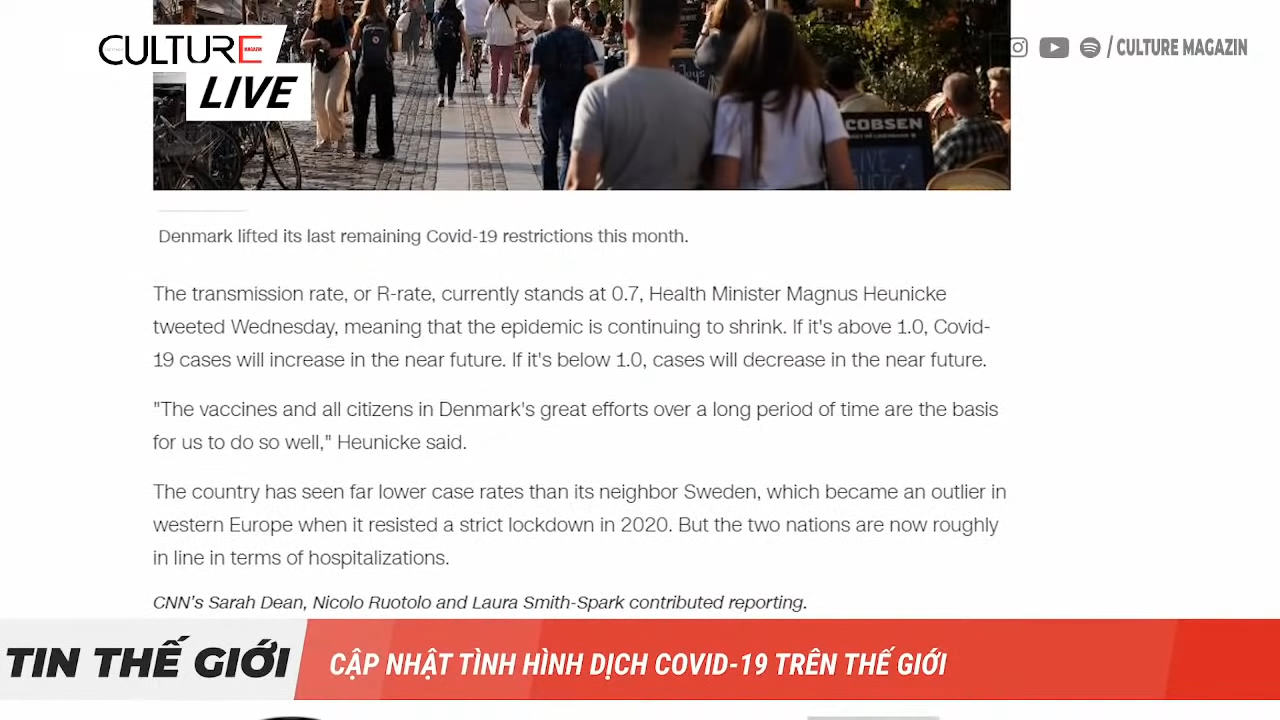 CULTURE
MAGAZIN
LIVE
/ CULTURE MAGAZIN
COBSEN
LIVE
Denmark lifted its last remaining Covid-19 restrictions this month.
The transmission rate, or R-rate, currently stands at 0.7, Health Minister Magnus Heunicke
tweeted Wednesday, meaning that the epidemic is continuing to shrink. If it's above 1.0, Covid-
19 cases will increase in the near future. If it's below 1.0, cases will decrease in the near future.
"The vaccines and all citizens in Denmark's great efforts over a long period of time are the basis
for us to do so well," Heunicke said.
The country has seen far lower case rates than its neighbor Sweden, which became an outlier in
western Europe when it resisted a strict lockdown in 2020. But the two nations are now roughly
in line in terms of hospitalizations.
CNN's Sarah Dean, Nicolo Ruotolo and Laura Smith-Spark contributed reporting.
TIN THẾ GIỚI
CẬP NHẬT TÌNH HÌNH DỊCH COVID-19 TRÊN THẾ GIỚI